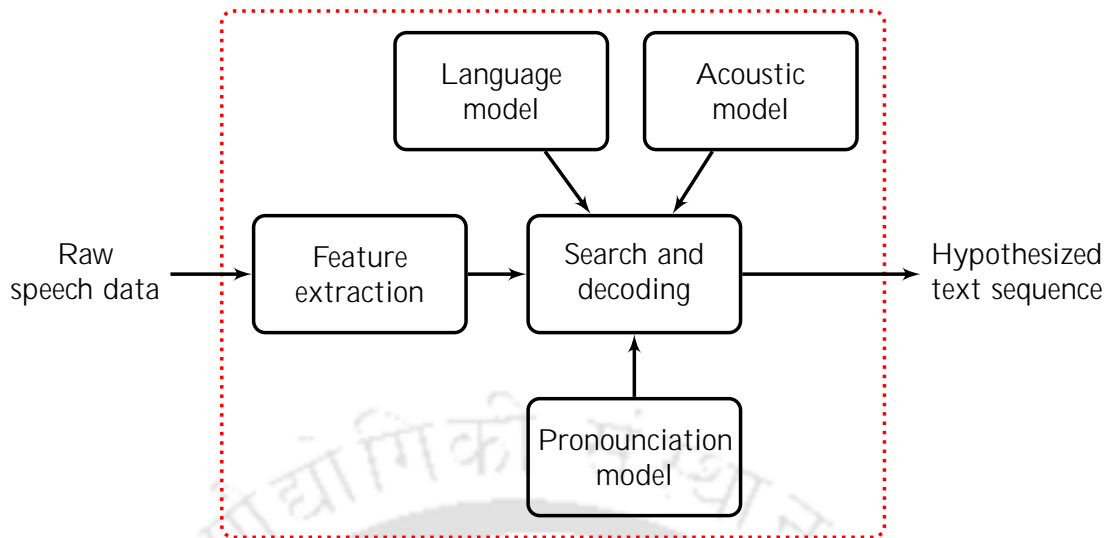 Language
model
Acoustic
model
Raw
speech data
Feature
extraction
Search and
decoding
Hypothesized
text sequence
Pronounciation
model